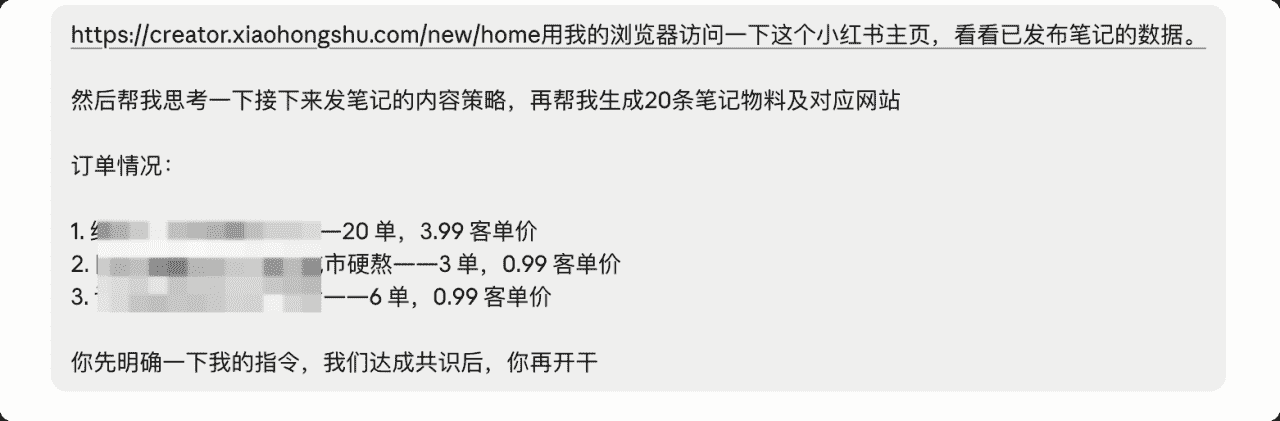 https://creator.xiaohongshu.com/new/home用我的浏览器访问一下这个小红书主页，看看已发布笔记的数据。
然后帮我思考一下接下来发笔记的内容策略，再帮我生成20条笔记物料及对应网站
订单情况：
1. 一20 单，3.99 客单价
2. 市硬熬——3 单，0.99 客单价
3. 一一6 单，0.99 客单价
你先明确一下我的指令，我们达成共识后，你再开干